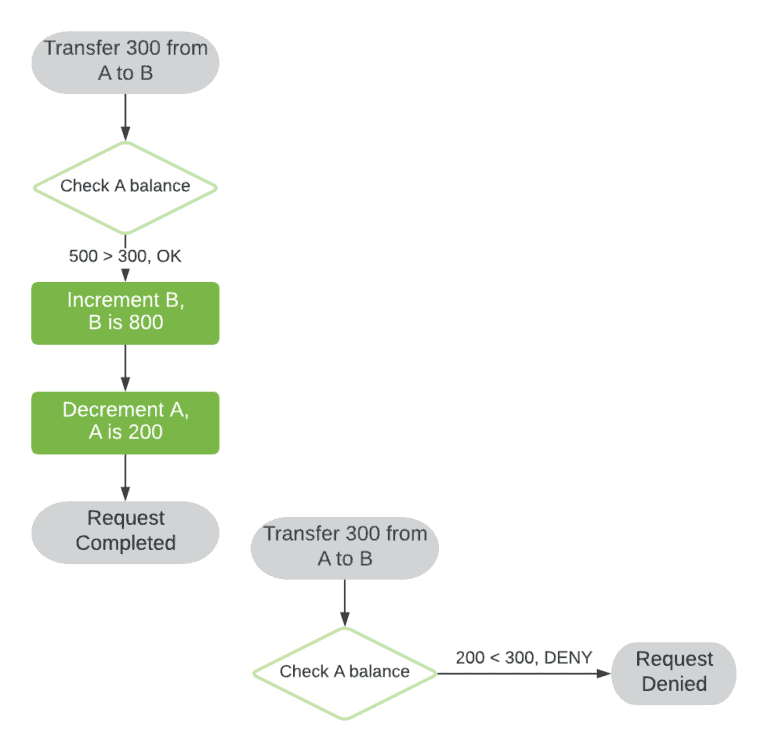 Transfer 300 from
A to B
Check A balance
500 > 300, OK
Increment B,
B is 800
Decrement A,
A is 200
Request
Completed
Transfer 300 from
A to B
Check A balance
200 < 300, DENY
Request
Denied